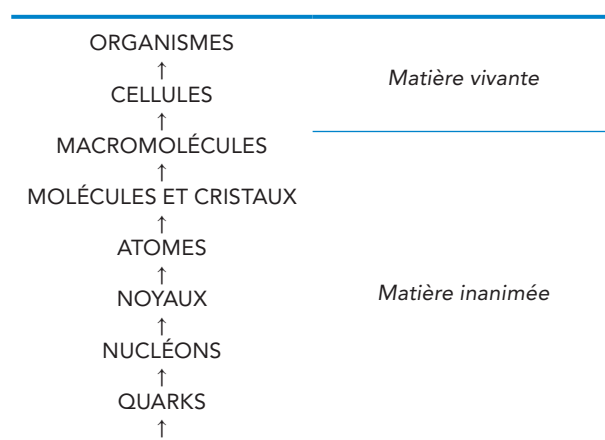 ORGANISMES
↑
CELLULES
Matière vivante
↑
MACROMOLÉCULES
↑
MOLÉCULES ET CRISTAUX
↑
ATOMES
↑
NOYAUX
Matière inanimée
↑
NUCLÉONS
↑
QUARKS
↑